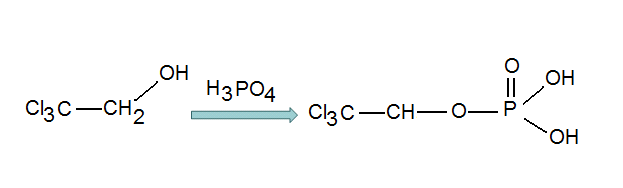 Cl3C—CH2 OH
H3PO4
Cl3C—CH—O—P
O
OH
OH